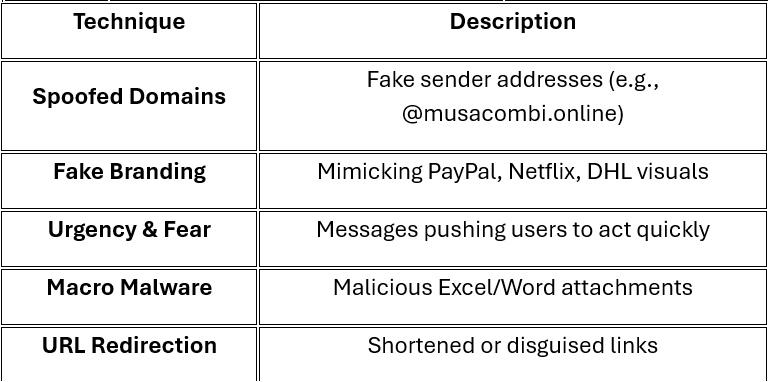 Technique
Description
Spoofed Domains
Fake sender addresses (e.g.,
@musacombi.online)
Fake Branding
Mimicking PayPal, Netflix, DHL visuals
Urgency & Fear
Messages pushing users to act quickly
Macro Malware
Malicious Excel/Word attachments
URL Redirection
Shortened or disguised links